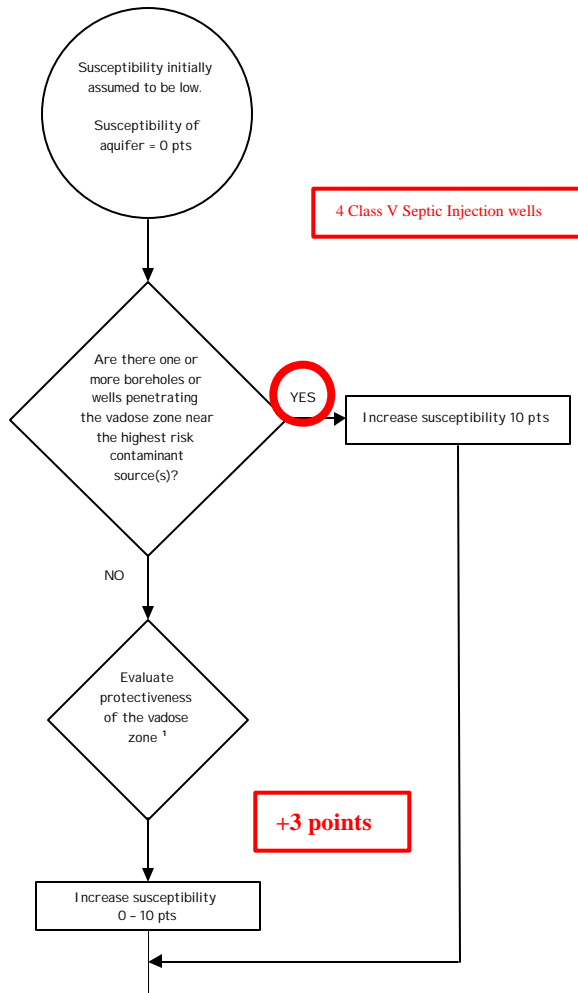 Susceptibility initially
assumed to be low.
Susceptibility of
aquifer = 0 pts
4 Class V Septic Injection wells
Are there one or
more boreholes or
wells penetrating
the vadose zone near
the highest risk
contaminant
source(s)?
YES
Increase susceptibility 10 pts
NO
Evaluate
protectiveness
of the vadose
zone ¹
+3 points
Increase susceptibility
0 – 10 pts